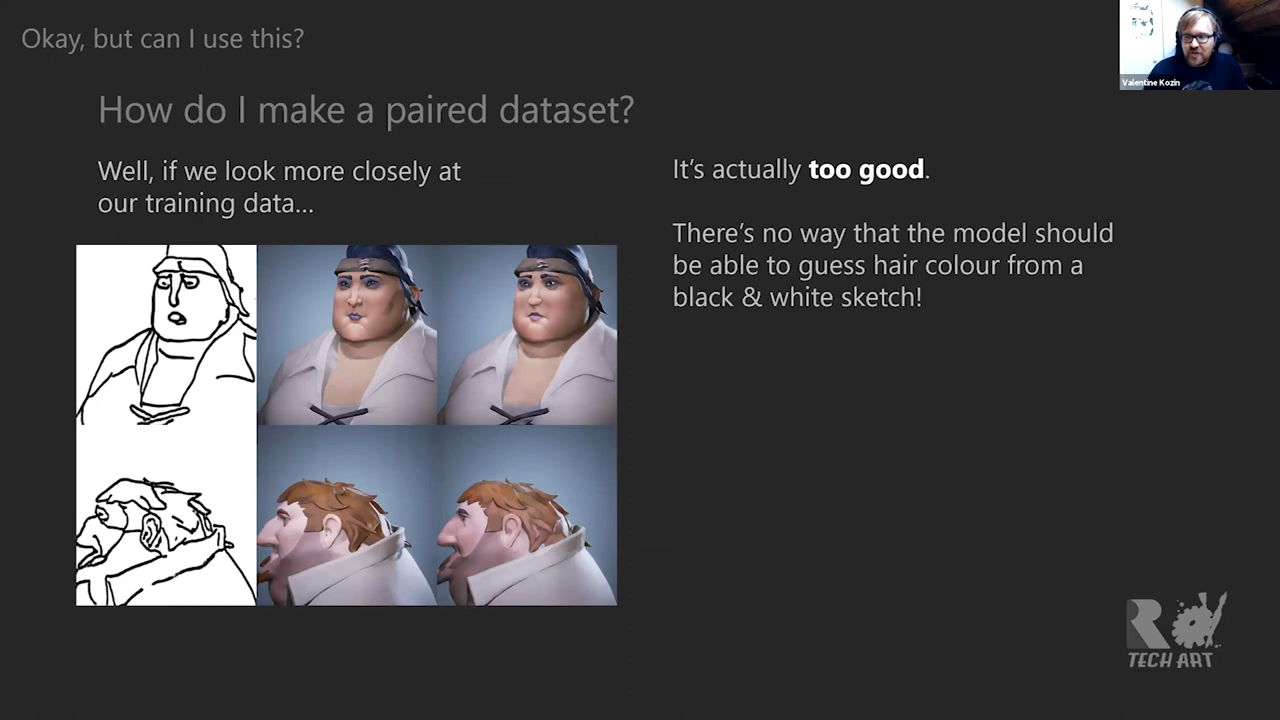 Okay, but can I use this?
Valentine Kozin
How do I make a paired dataset?
Well, if we look more closely at
our training data...
It's actually too good.
There's no way that the model should
be able to guess hair colour from a
black & white sketch!
R
TECH ART